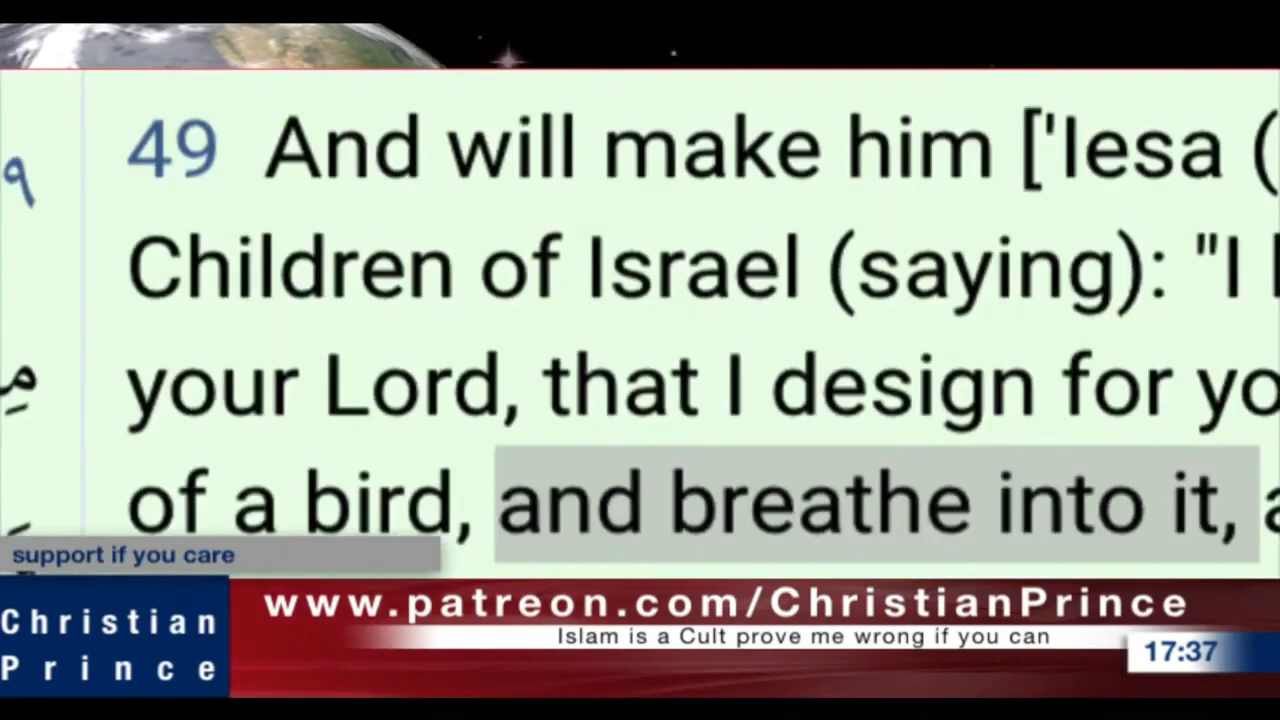 ٩
49 And will make him ['Iesa (
Children of Israel (saying): "I
your Lord, that I design for yo
مِ
of a bird, and breathe into it,
support if you care
www.patreon.com/ChristianPrince
Christian
Prince
Islam is a Cult prove me wrong if you can
17:37